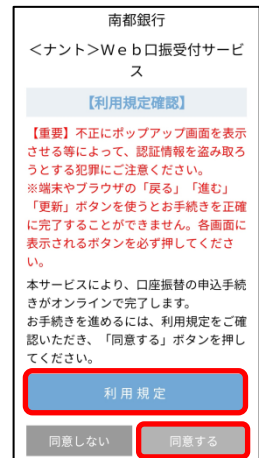 南都銀行
＜ナント＞Ｗｅｂ口振受付サービ
ス
【利用規定確認】
【重要】不正にポップアップ画面を表示
させる等によって、認証情報を盗み取ろ
うとする犯罪にご注意ください。
※端末やブラウザの「戻る」「進む」
「更新」ボタンを使うとお手続きを正確
に完了することができません。各画面に
表示されるボタンを必ず押してくださ
い。
本サービスにより、口座振替の申込手続
きがオンラインで完了します。
お手続きを進めるには、利用規定をご確
認いただき、「同意する」ボタンを押し
てください。
利用規定
同意しない
同意する